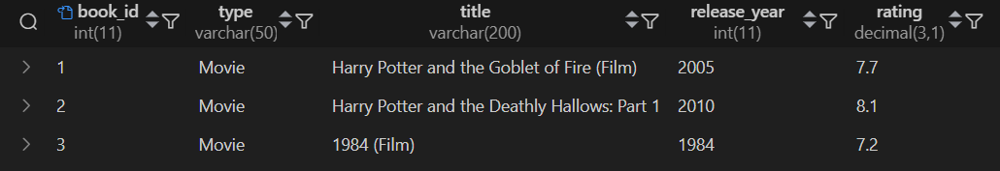 book_id type title release_year rating
int(11) varchar(50) varchar(200) int(11) decimal(3,1)
1 Movie Harry Potter and the Goblet of Fire (Film) 2005 7.7
2 Movie Harry Potter and the Deathly Hallows: Part 1 2010 8.1
3 Movie 1984 (Film) 1984 7.2